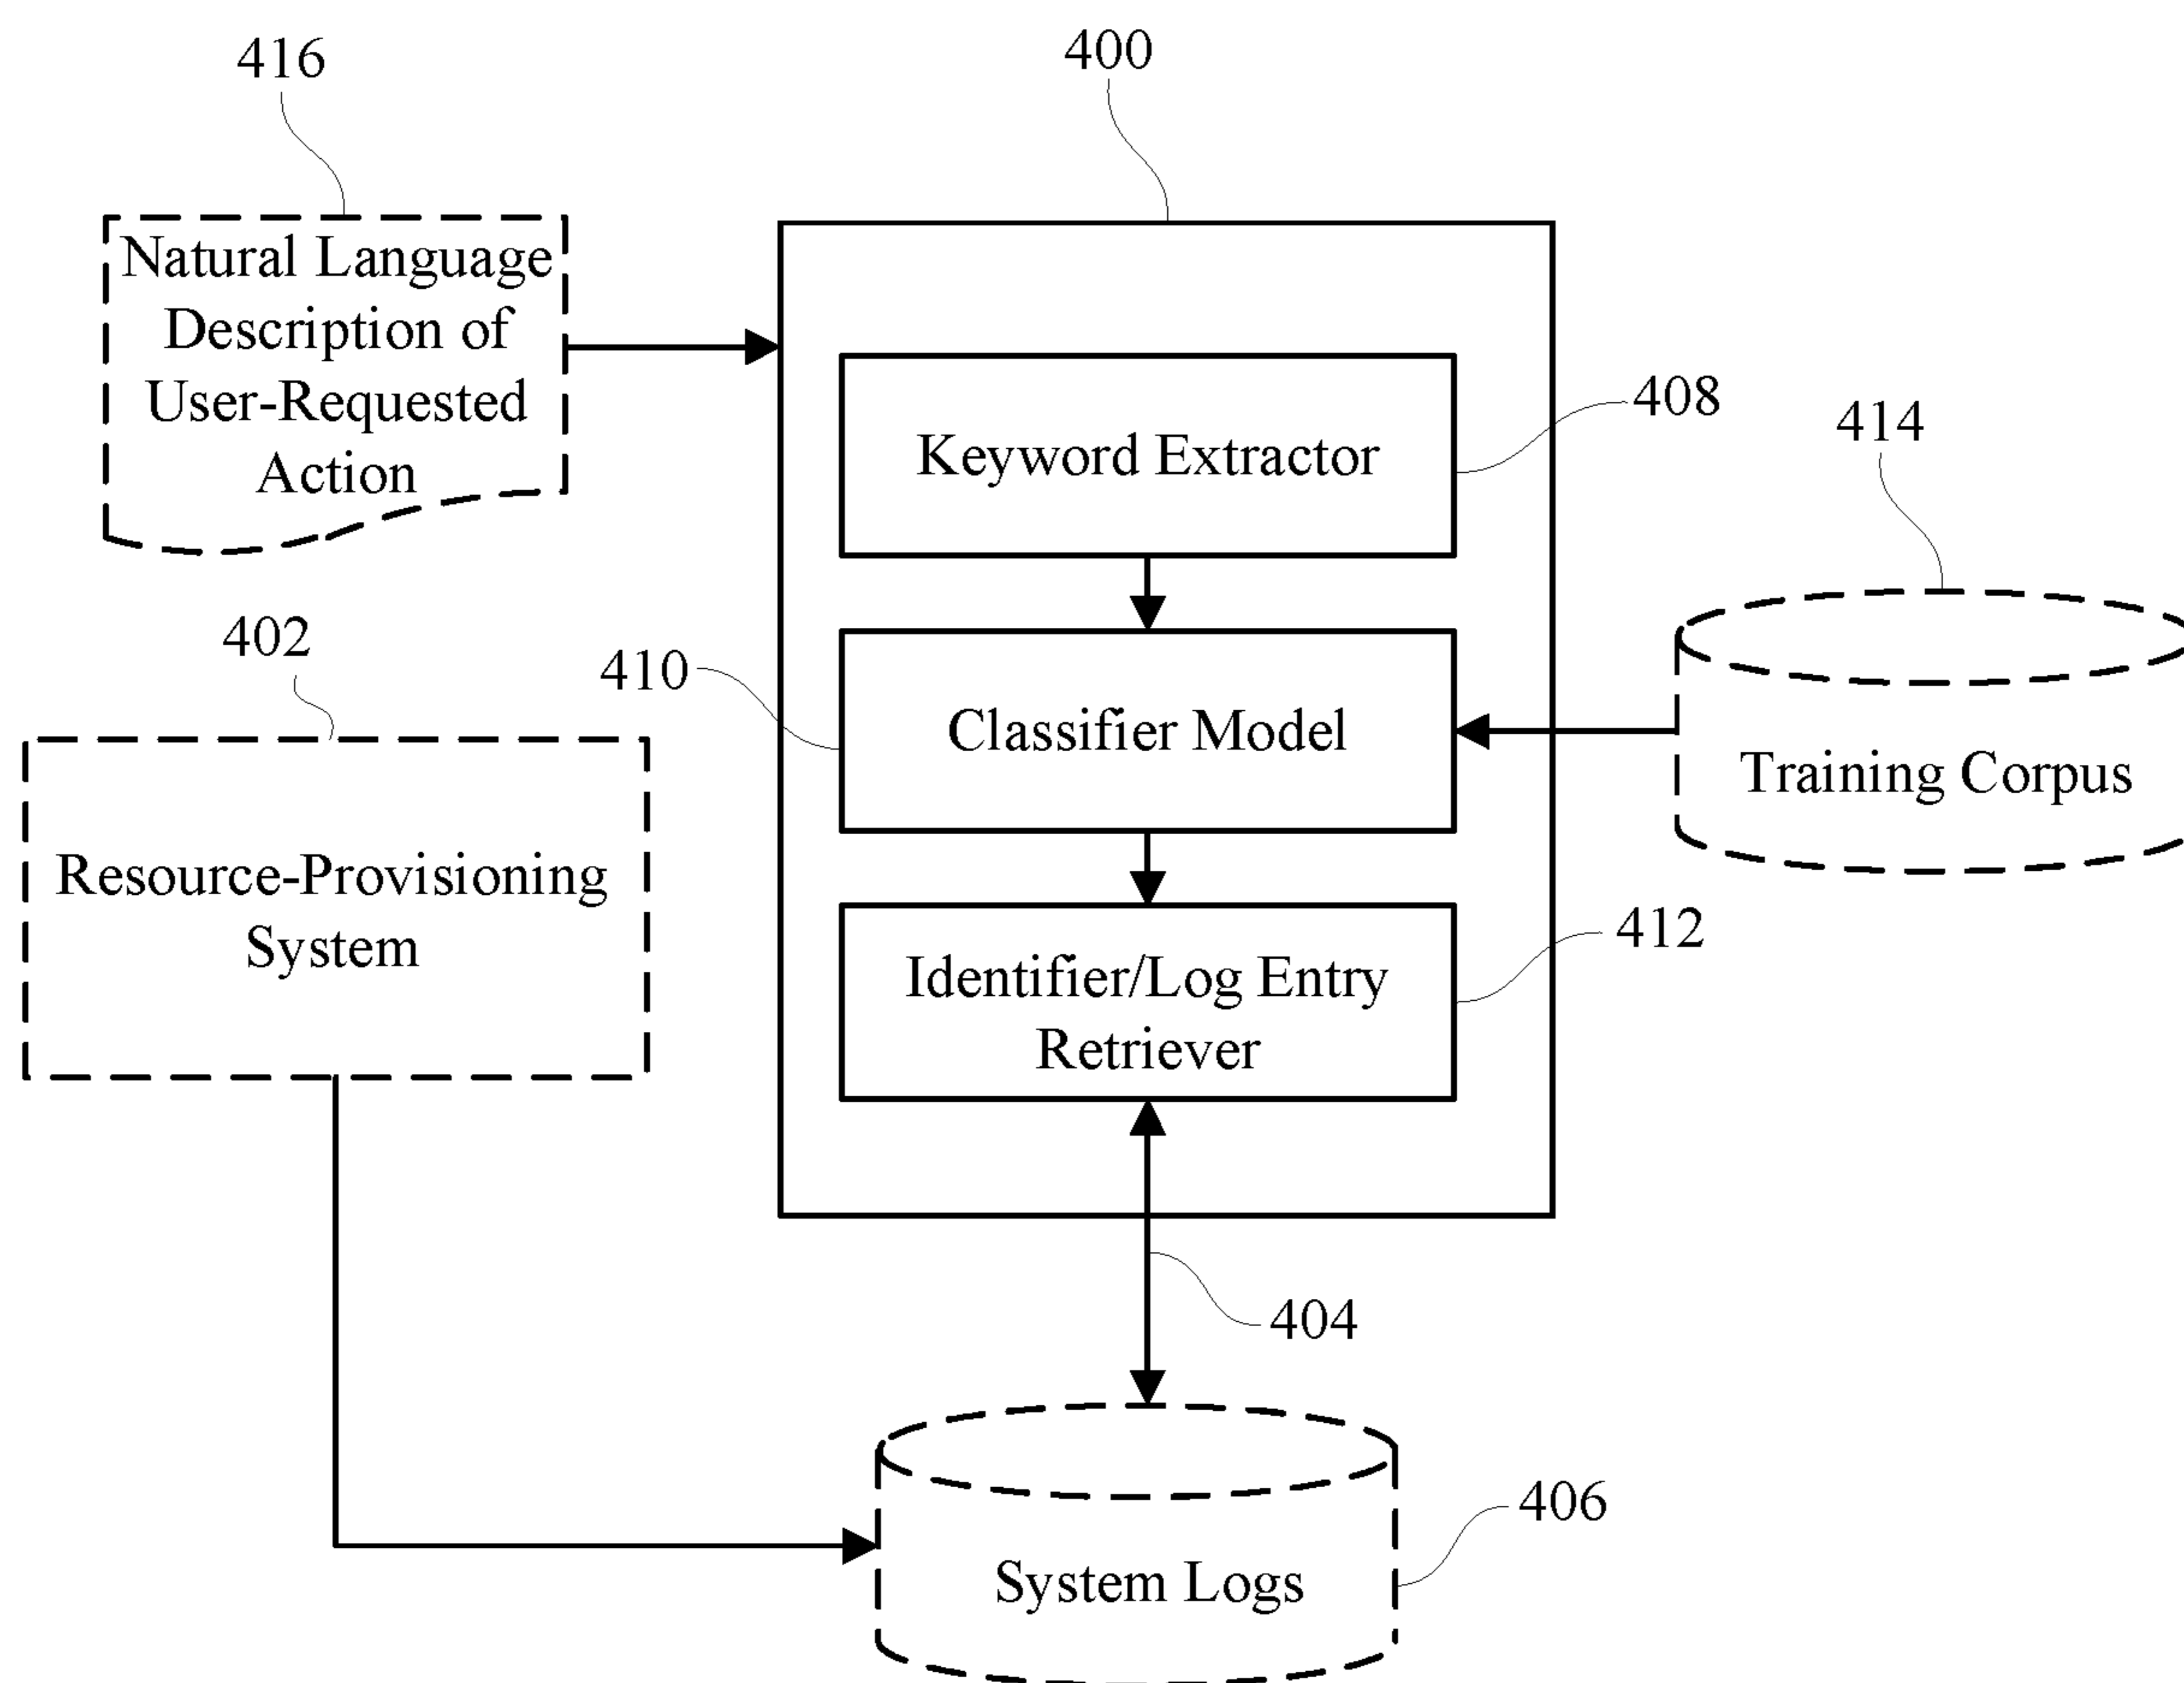 416
400
Natural Language
Description of
User-Requested
Action
Keyword Extractor
408
414
402
410
Classifier Model
Training Corpus
Resource-Provisioning
System
412
Identifier/Log Entry
Retriever
404
406
System Logs